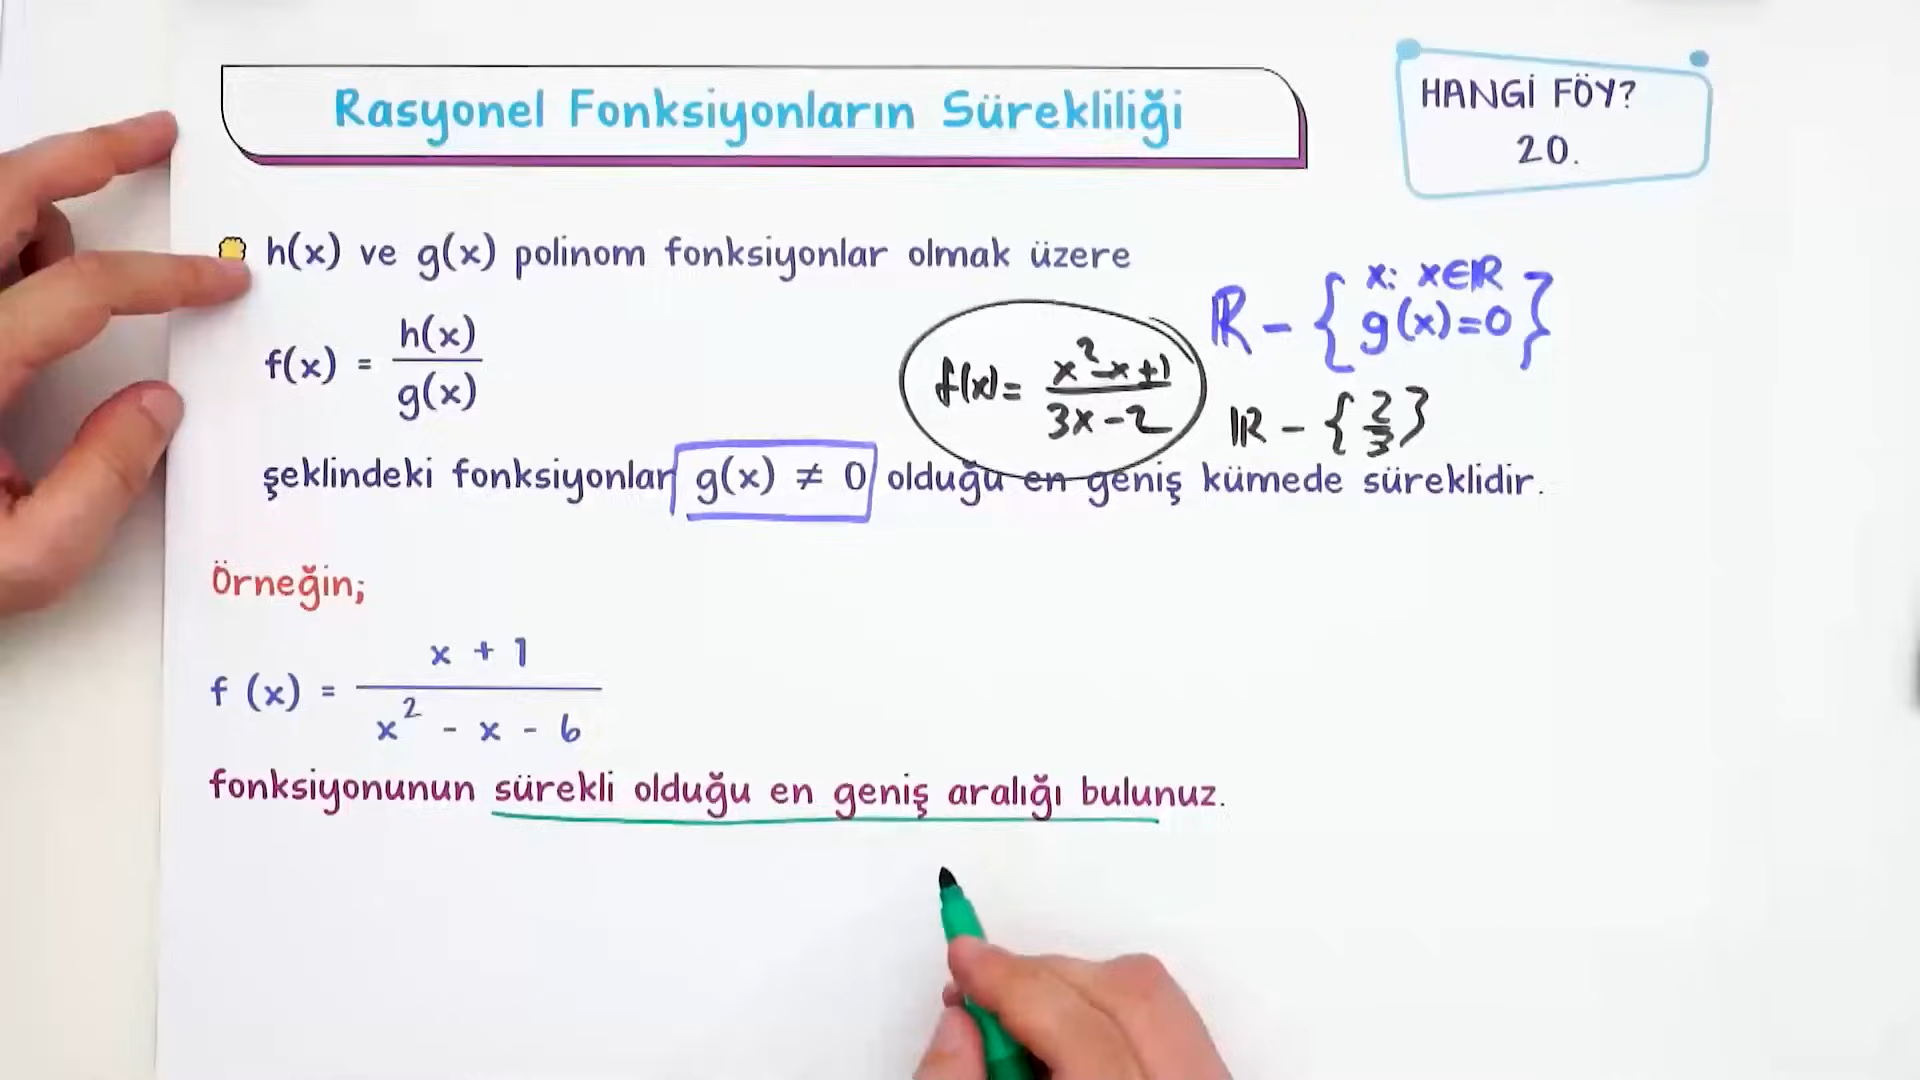 Rasyonel Fonksiyonların Sürekliliği
HANGİ FÖY?
20.
h(x) ve g(x) polinom fonksiyonlar olmak üzere
f(x) = h(x) / g(x)
f(x) = x² - x + 1 / 3x - 2
R - { x: x∈R g(x) = 0 }
R - { 2/3 }
şeklindeki fonksiyonlar g(x) ≠ 0 olduğu en geniş kümede süreklidir.
Örneğin;
f (x) = x + 1 / x² - x - 6
fonksiyonunun sürekli olduğu en geniş aralığı bulunuz.